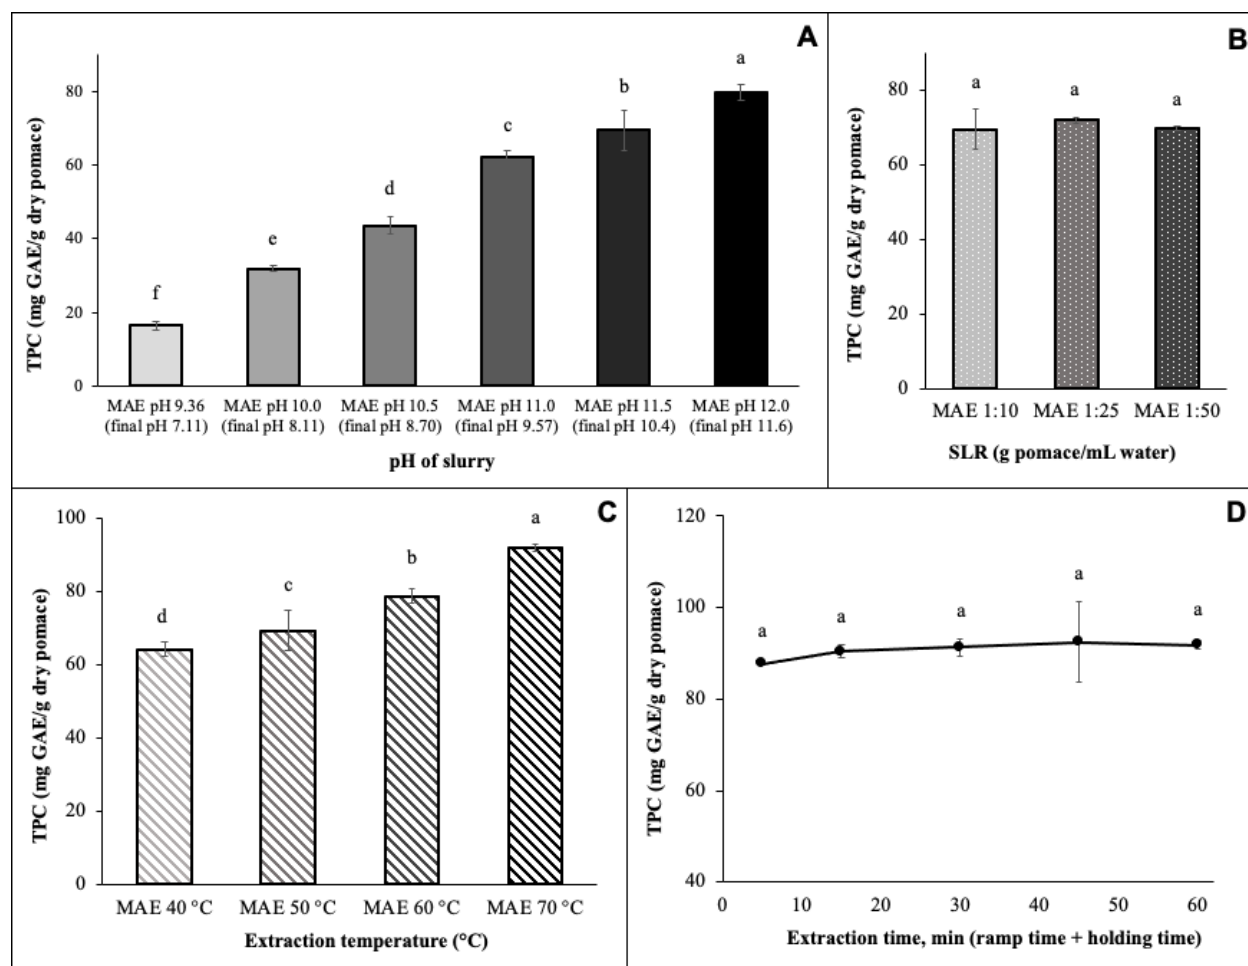 A
TPC (mg GAE/g dry pomace)
80
60
40
20
0
f
e
d
c
b
a
MAE pH 9.36 MAE pH 10.0 MAE pH 10.5 MAE pH 11.0 MAE pH 11.5 MAE pH 12.0
(final pH 7.11) (final pH 8.11) (final pH 8.70) (final pH 9.57) (final pH 10.4) (final pH 11.6)
pH of slurry
B
TPC (mg GAE/g dry pomace)
80
60
40
20
0
a a a
MAE 1:10 MAE 1:25 MAE 1:50
SLR (g pomace/mL water)
C
TPC (mg GAE/g dry pomace)
100
80
60
40
20
0
d
c
b
a
MAE 40 °C MAE 50 °C MAE 60 °C MAE 70 °C
Extraction temperature (°C)
D
TPC (mg GAE/g dry pomace)
120
100
80
60
40
a a a a a
0 10 20 30 40 50 60
Extraction time, min (ramp time + holding time)